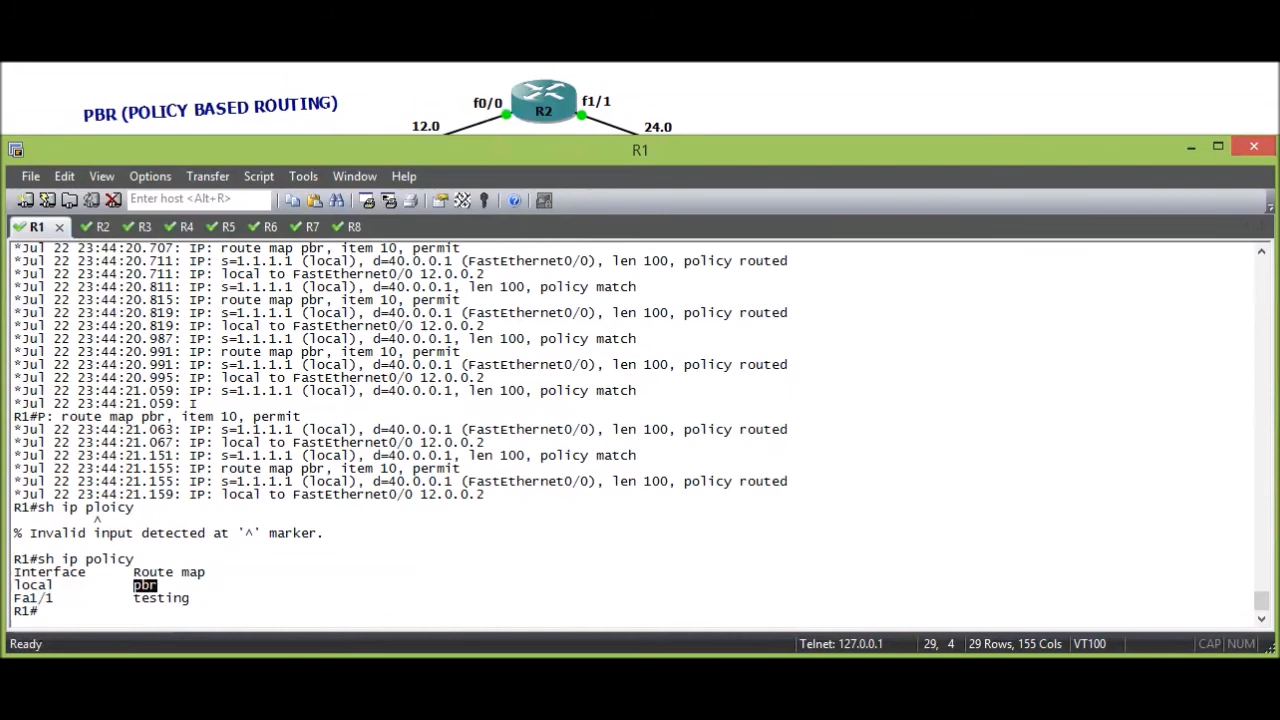 PBR (POLICY BASED ROUTING)
f0/0
R2
f1/1
12.0
24.0
R1
File Edit View Options Transfer Script Tools Window Help
Enter host <Alt+R>
R1 R2 R3 R4 R5 R6 R7 R8
*Jul 22 23:44:20.707: IP: route map pbr, item 10, permit
*Jul 22 23:44:20.711: IP: s=1.1.1.1 (local), d=40.0.0.1 (FastEthernet0/0), len 100, policy routed
*Jul 22 23:44:20.711: IP: local to FastEthernet0/0 12.0.0.2
*Jul 22 23:44:20.811: IP: s=1.1.1.1 (local), d=40.0.0.1, len 100, policy match
*Jul 22 23:44:20.815: IP: route map pbr, item 10, permit
*Jul 22 23:44:20.819: IP: s=1.1.1.1 (local), d=40.0.0.1 (FastEthernet0/0), len 100, policy routed
*Jul 22 23:44:20.819: IP: local to FastEthernet0/0 12.0.0.2
*Jul 22 23:44:20.987: IP: s=1.1.1.1 (local), d=40.0.0.1, len 100, policy match
*Jul 22 23:44:20.991: IP: route map pbr, item 10, permit
*Jul 22 23:44:20.991: IP: s=1.1.1.1 (local), d=40.0.0.1 (FastEthernet0/0), len 100, policy routed
*Jul 22 23:44:20.995: IP: local to FastEthernet0/0 12.0.0.2
*Jul 22 23:44:21.059: IP: s=1.1.1.1 (local), d=40.0.0.1, len 100, policy match
*Jul 22 23:44:21.059: I
R1#P: route map pbr, item 10, permit
*Jul 22 23:44:21.063: IP: s=1.1.1.1 (local), d=40.0.0.1 (FastEthernet0/0), len 100, policy routed
*Jul 22 23:44:21.067: IP: local to FastEthernet0/0 12.0.0.2
*Jul 22 23:44:21.151: IP: s=1.1.1.1 (local), d=40.0.0.1, len 100, policy match
*Jul 22 23:44:21.155: IP: route map pbr, item 10, permit
*Jul 22 23:44:21.155: IP: s=1.1.1.1 (local), d=40.0.0.1 (FastEthernet0/0), len 100, policy routed
*Jul 22 23:44:21.159: IP: local to FastEthernet0/0 12.0.0.2
R1#sh ip ploicy
^
% Invalid input detected at '^' marker.
R1#sh ip policy
Interface Route map
local pbr
Fa1/1 testing
R1#
Ready Telnet: 127.0.0.1 29, 4 29 Rows, 155 Cols VT100 CAP NUM